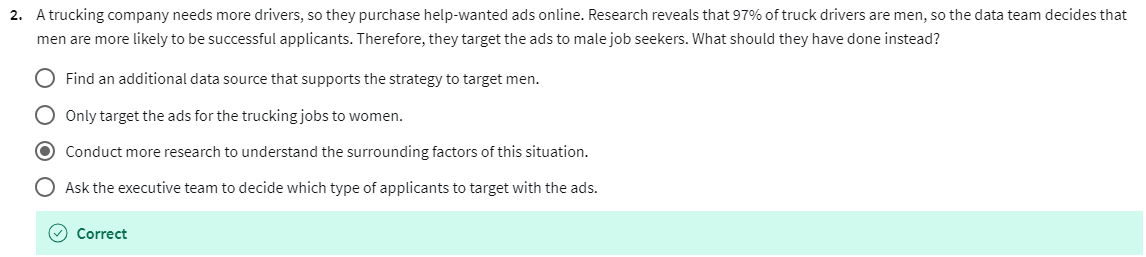 2. A trucking company needs more drivers, so they purchase help-wanted ads online. Research reveals that 97% of truck drivers are men, so the data team decides that
men are more likely to be successful applicants. Therefore, they target the ads to male job seekers. What should they have done instead?
Find an additional data source that supports the strategy to target men.
Only target the ads for the trucking jobs to women.
Conduct more research to understand the surrounding factors of this situation.
Ask the executive team to decide which type of applicants to target with the ads.
Correct